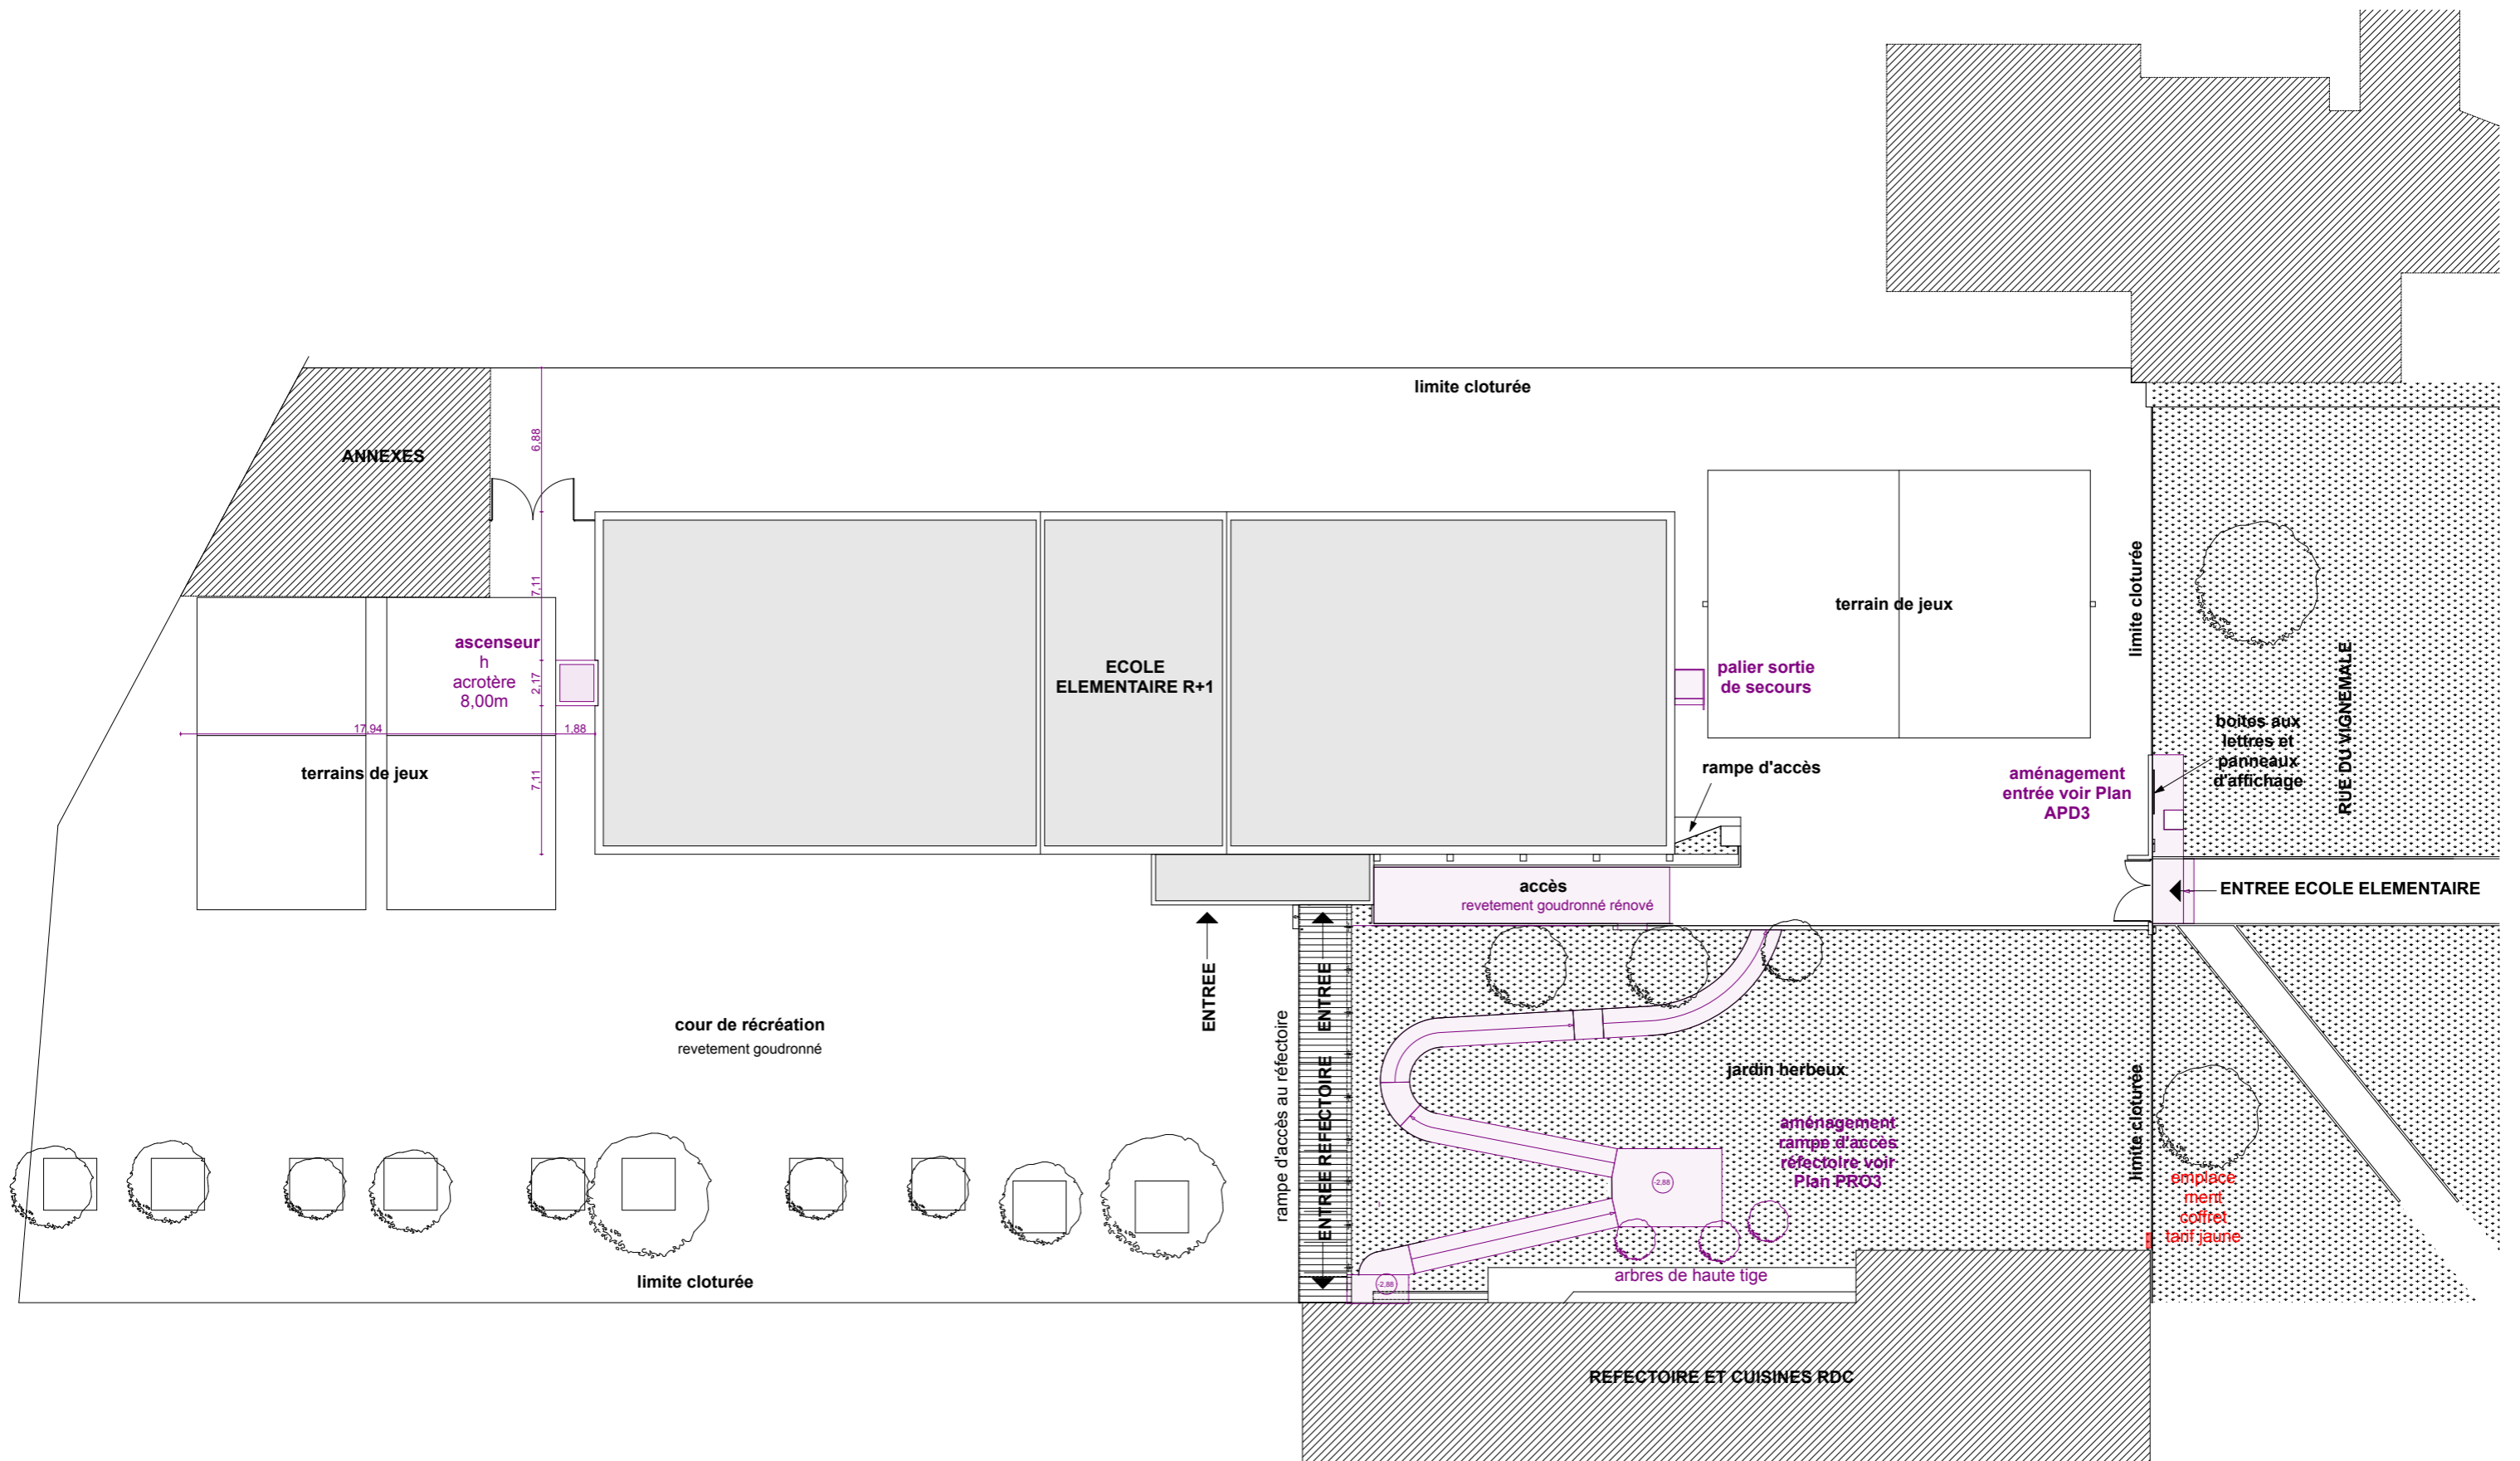 limite cloturée
6,88
ANNEXES
7,11
ascenseur
h
acrotère
8,00m
2,17
17,94
1,88
terrains de jeux
7,11
ECOLE
ELEMENTAIRE R+1
terrain de jeux
palier sortie
de secours
rampe d'accès
limite cloturée
RUE DU VIGNEMALE
boites aux
lettres et
panneaux
d'affichage
aménagement
entrée voir Plan
APD3
accès
revetement goudronné rénové
ENTREE ECOLE ELEMENTAIRE
ENTREE
ENTREE
cour de récréation
revetement goudronné
rampe d'accès au réfectoire
ENTREE REFECTOIRE
jardin herbeux
aménagement
rampe d'accès
réfectoire voir
Plan PRO3
limite cloturée
-2,88
emplace
ment
coffret
tarif jaune
arbres de haute tige
-2,88
limite cloturée
REFECTOIRE ET CUISINES RDC